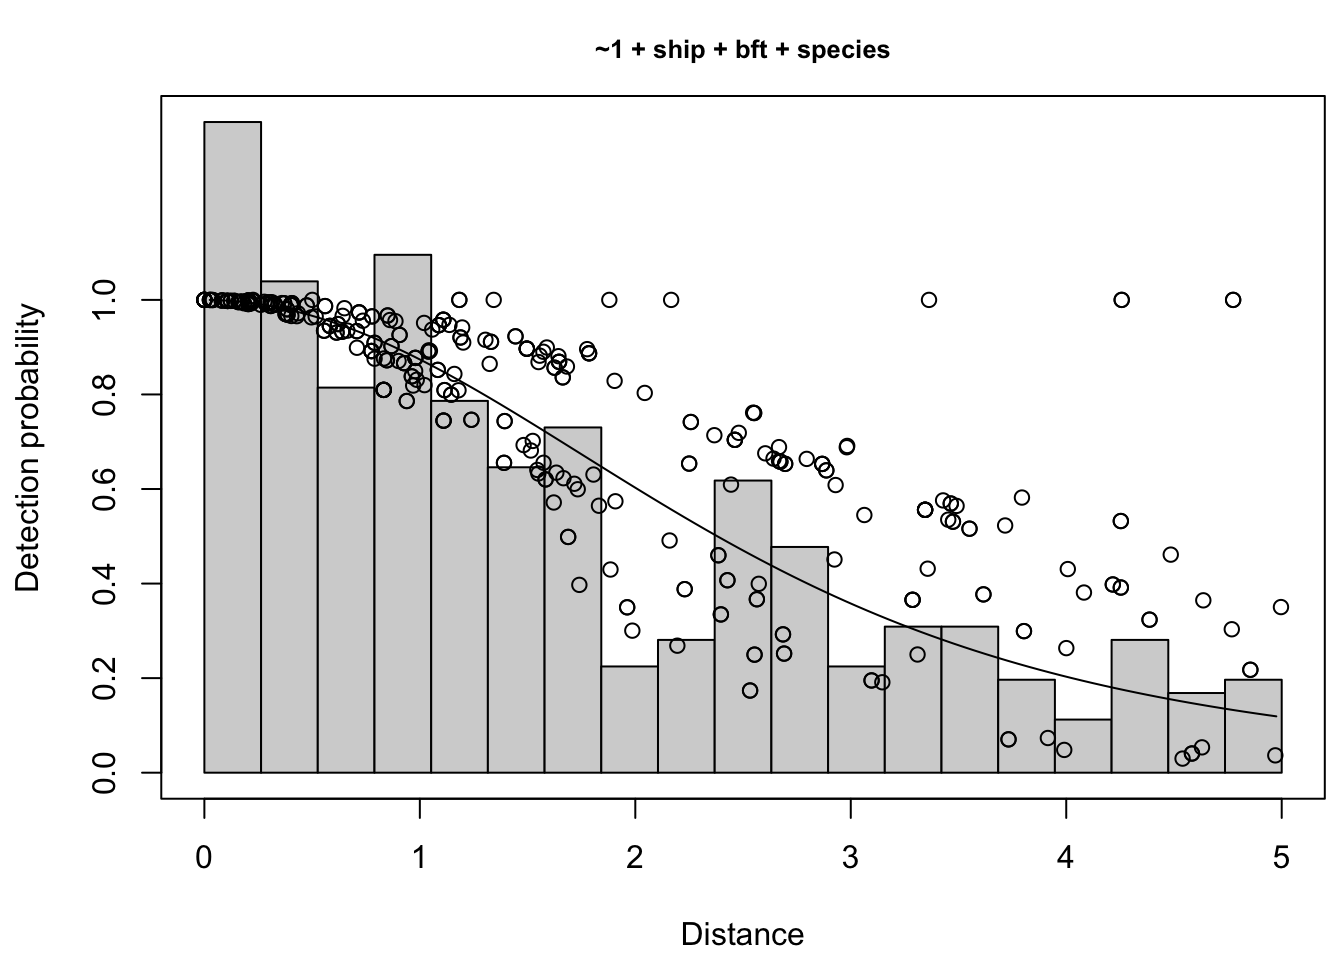 ~1 + ship + bft + species
Detection probability
1.0
0.8
0.6
0.4
0.2
0.0
0 1 2 3 4 5
Distance